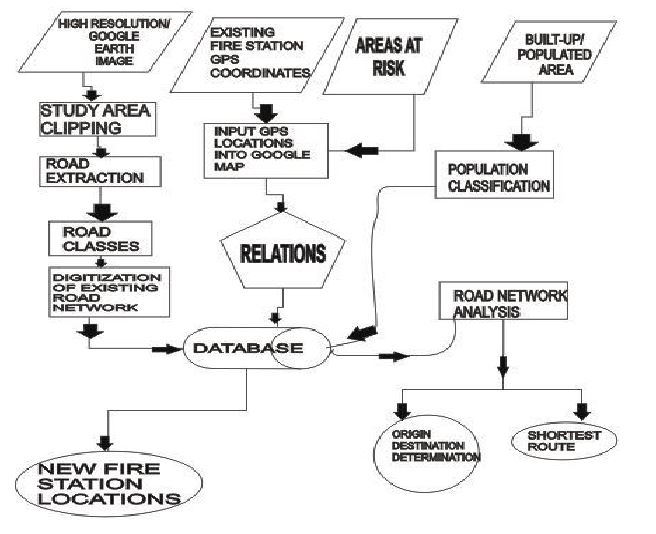 HIGH RESOLUTION/
GOOGLE
EARTH
IMAGE
EXISTING
FIRE STATION
GPS
COORDINATES
AREAS AT
RISK
BUILT-UP/
POPULATED
AREA
STUDY AREA
CLIPPING
INPUT GPS
LOCATIONS
INTO GOOGLE
MAP
POPULATION
CLASSIFICATION
ROAD
EXTRACTION
ROAD
CLASSES
RELATIONS
DIGITIZATION
OF EXISTING
ROAD
NETWORK
ROAD NETWORK
ANALYSIS
DATABASE
NEW FIRE
STATION
LOCATIONS
ORIGIN
DESTINATION
DETERMINATION
SHORTEST
ROUTE